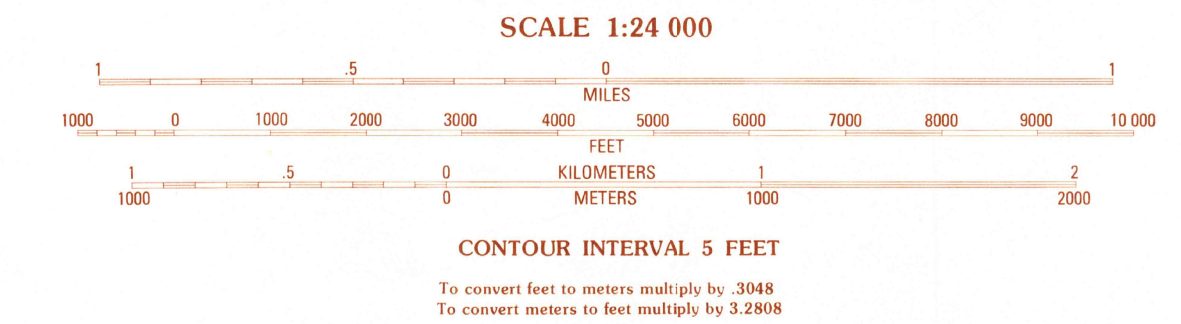 SCALE 1:24 000
1 .5 0 1
MILES
1000 0 1000 2000 3000 4000 5000 6000 7000 8000 9000 10 000
FEET
1 .5 0 KILOMETERS 1 2
1000 0 METERS 1000 2000
CONTOUR INTERVAL 5 FEET
To convert feet to meters multiply by .3048
To convert meters to feet multiply by 3.2808